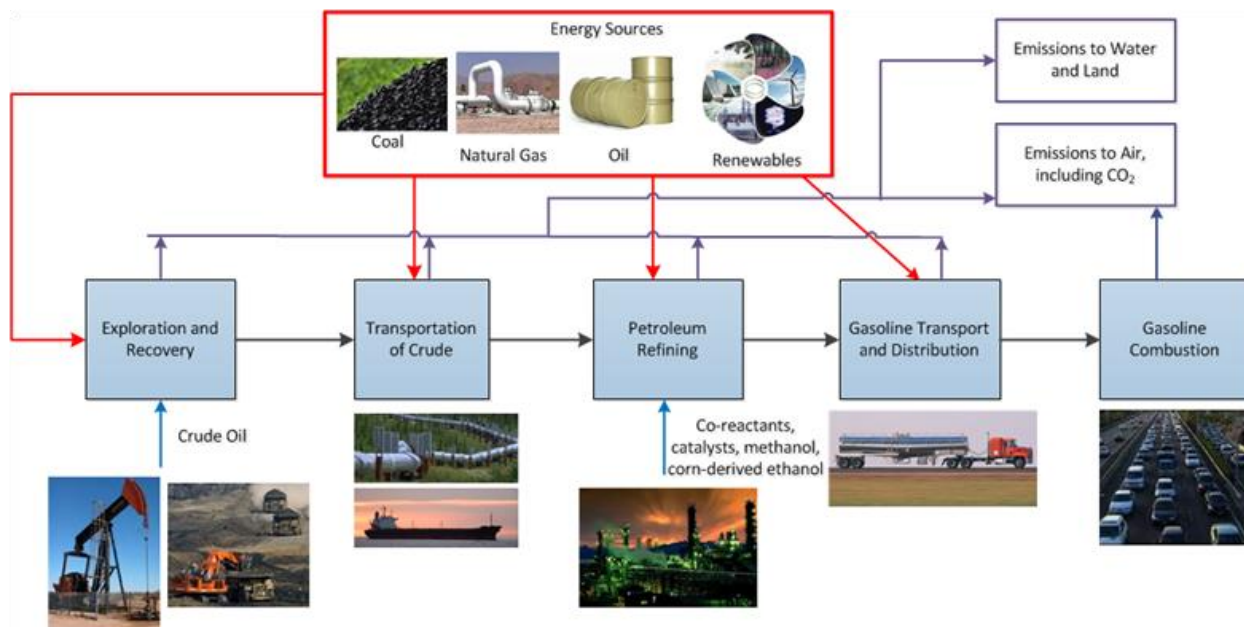 Energy Sources
Coal
Natural Gas
Oil
Renewables
Emissions to Water
and Land
Emissions to Air,
including CO₂
Exploration and
Recovery
Transportation
of Crude
Petroleum
Refining
Gasoline Transport
and Distribution
Gasoline
Combustion
Crude Oil
Co-reactants,
catalysts, methanol,
corn-derived ethanol